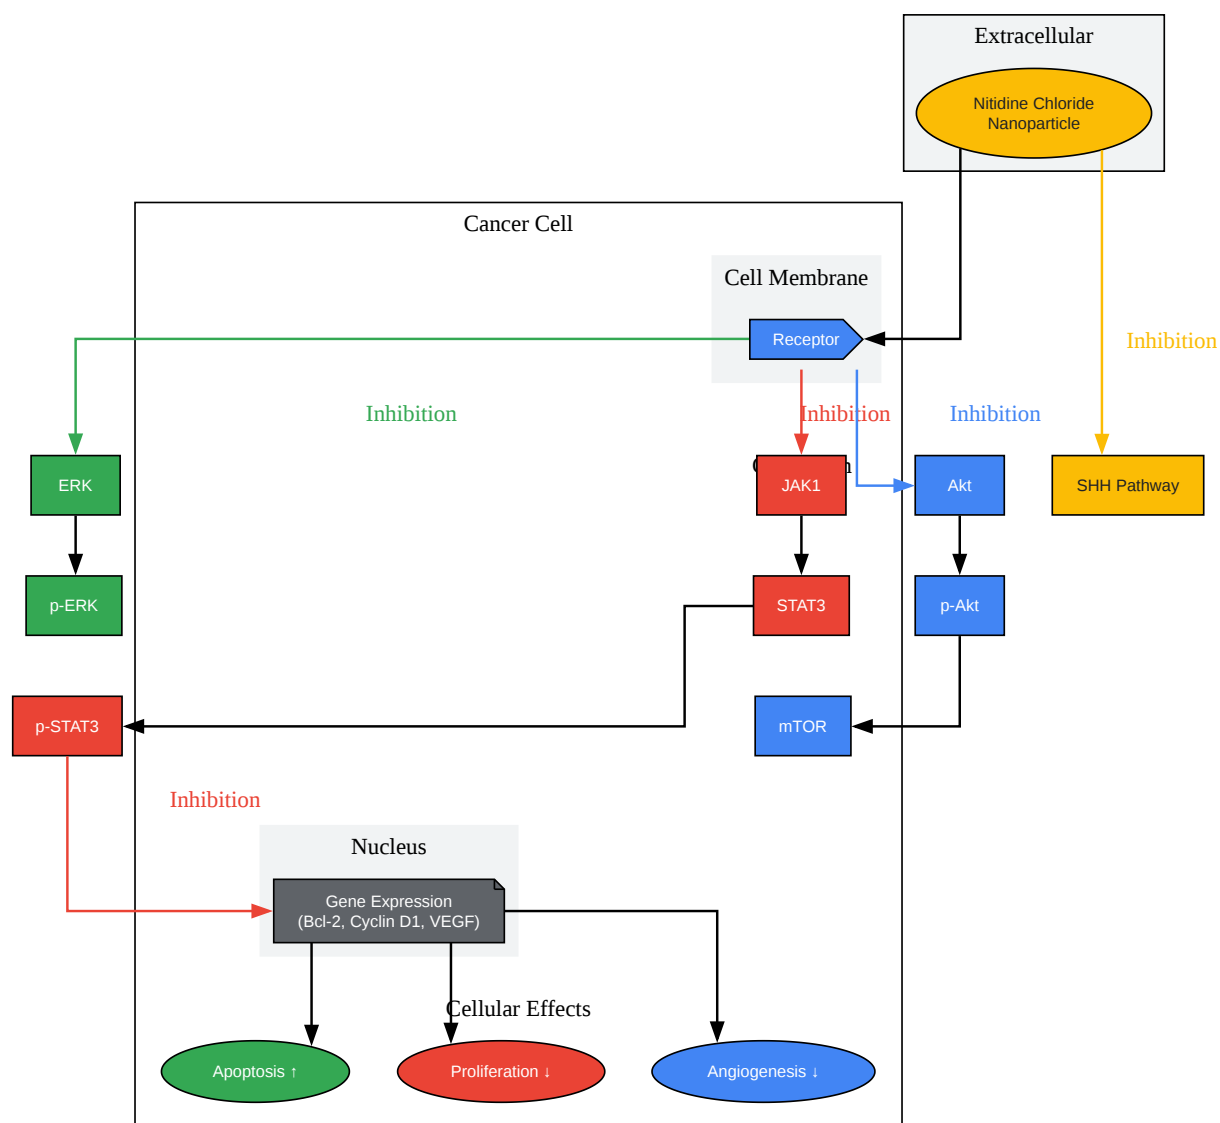 Extracellular
Nitidine Chloride
Nanoparticle
Cancer Cell
Cell Membrane
Receptor
Inhibition
Inhibition
Inhibition
Inhibition
ERK
JAK1
Akt
SHH Pathway
p-ERK
STAT3
p-Akt
p-STAT3
mTOR
Inhibition
Nucleus
Gene Expression
(Bcl-2, Cyclin D1, VEGF)
Cellular Effects
Apoptosis ↑
Proliferation ↓
Angiogenesis ↓